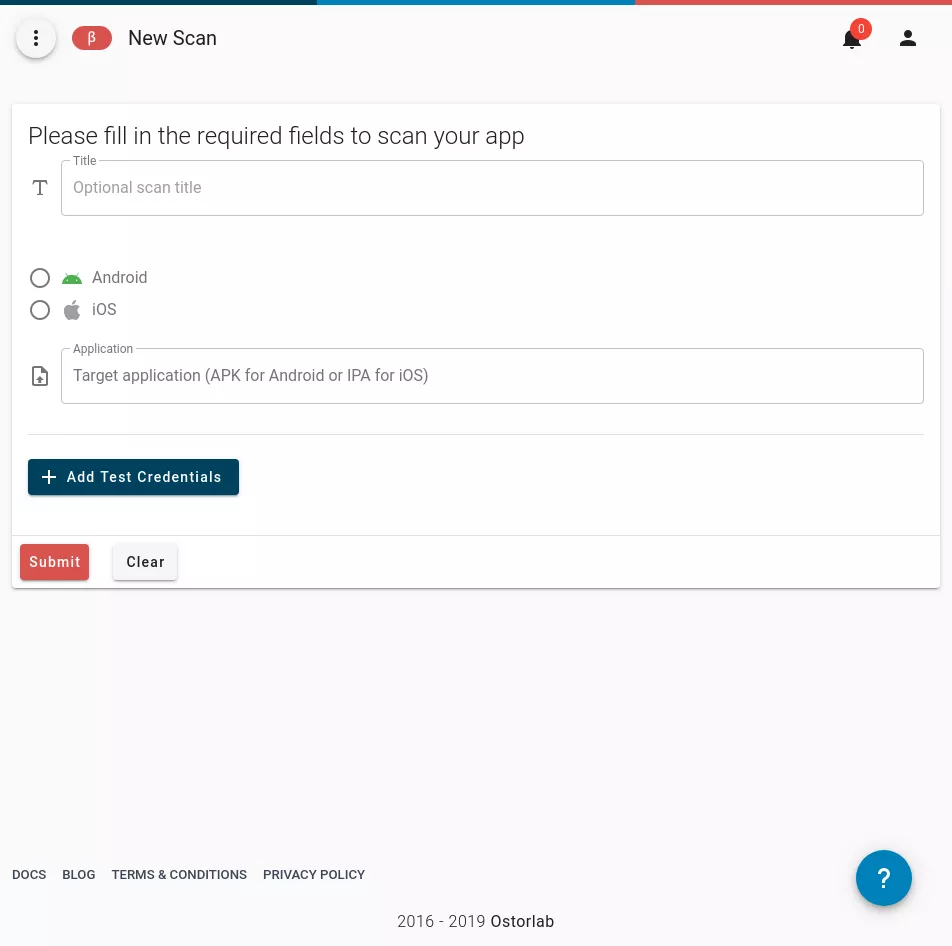 β New Scan 0
Please fill in the required fields to scan your app
Title
Optional scan title
Android
iOS
Application
Target application (APK for Android or IPA for iOS)
Add Test Credentials
Submit Clear
DOCS BLOG TERMS & CONDITIONS PRIVACY POLICY
?
2016 - 2019 Ostorlab